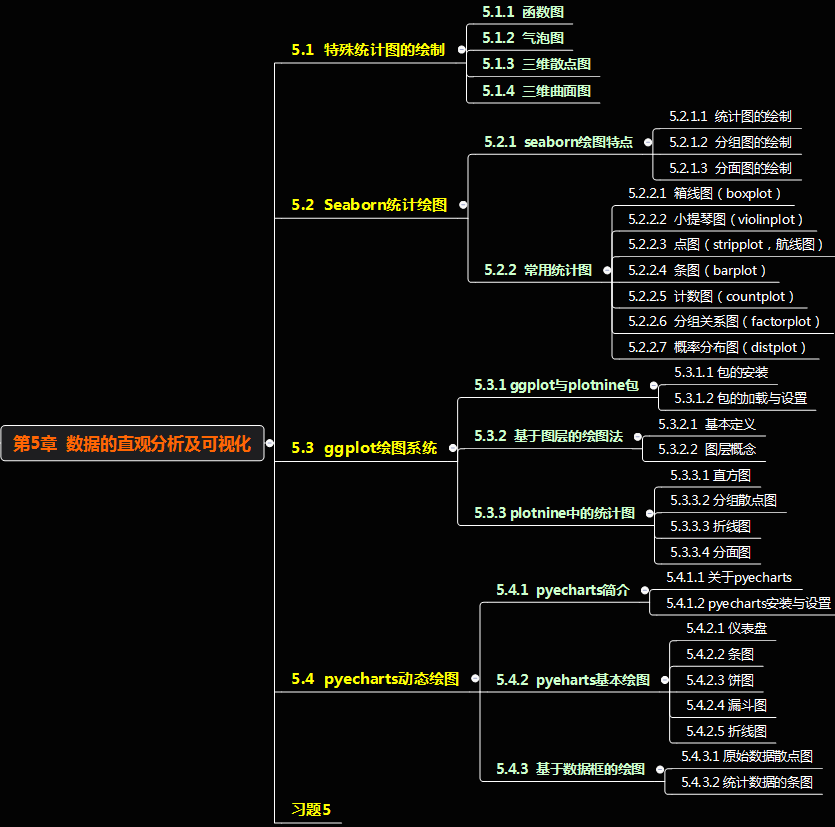 第5章 数据的直观分析及可视化
5.1 特殊统计图的绘制
5.1.1 函数图
5.1.2 气泡图
5.1.3 三维散点图
5.1.4 三维曲面图
5.2 Seaborn统计绘图
5.2.1 seaborn绘图特点
5.2.1.1 统计图的绘制
5.2.1.2 分组图的绘制
5.2.1.3 分面图的绘制
5.2.2 常用统计图
5.2.2.1 箱线图（boxplot）
5.2.2.2 小提琴图（violinplot）
5.2.2.3 点图（stripplot，航线图）
5.2.2.4 条图（barplot）
5.2.2.5 计数图（countplot）
5.2.2.6 分组关系图（factorplot）
5.2.2.7 概率分布图（distplot）
5.3 ggplot绘图系统
5.3.1 ggplot与plotnine包
5.3.1.1 包的安装
5.3.1.2 包的加载与设置
5.3.2 基于图层的绘图法
5.3.2.1 基本定义
5.3.2.2 图层概念
5.3.3 plotnine中的统计图
5.3.3.1 直方图
5.3.3.2 分组散点图
5.3.3.3 折线图
5.3.3.4 分面图
5.4 pyecharts动态绘图
5.4.1 pyecharts简介
5.4.1.1 关于pyecharts
5.4.1.2 pyecharts安装与设置
5.4.2 pyeharts基本绘图
5.4.2.1 仪表盘
5.4.2.2 条图
5.4.2.3 饼图
5.4.2.4 漏斗图
5.4.2.5 折线图
5.4.3 基于数据框的绘图
5.4.3.1 原始数据散点图
5.4.3.2 统计数据的条图
习题5